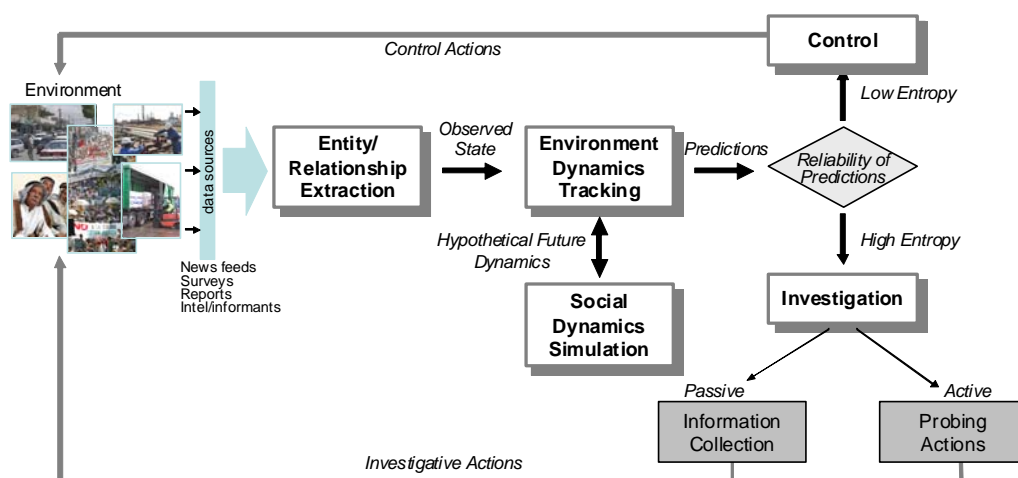 Control Actions
Control
Environment
Low Entropy
data sources
Entity/
Relationship
Extraction
Observed
State
Environment
Dynamics
Tracking
Predictions
Reliability of
Predictions
High Entropy
Hypothetical Future
Dynamics
News feeds
Surveys
Reports
Intel/informants
Social
Dynamics
Simulation
Investigation
Passive
Active
Information
Collection
Probing
Actions
Investigative Actions